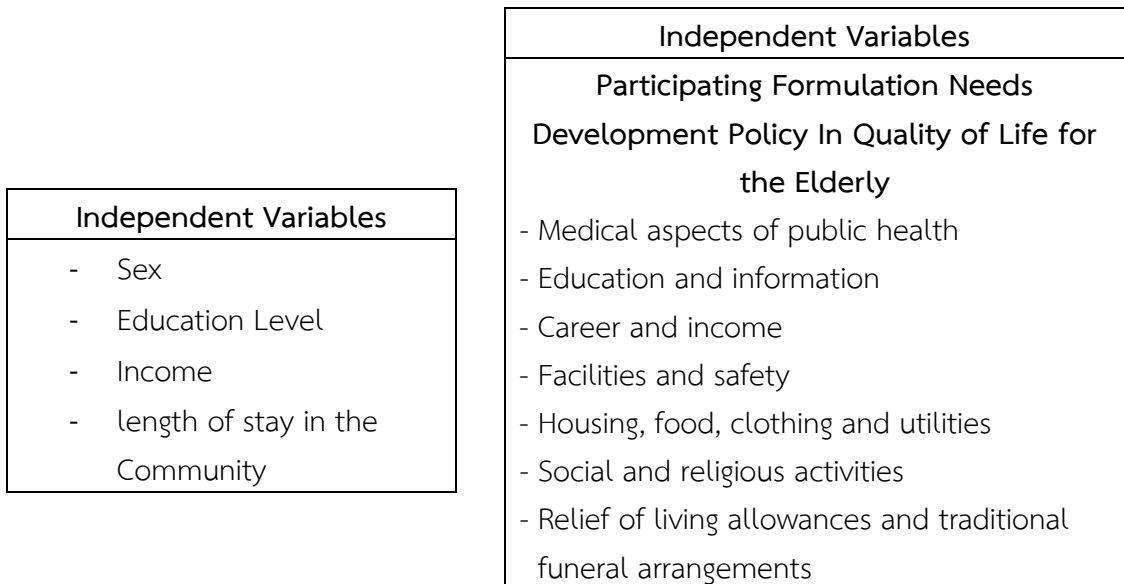 Independent Variables
- Sex
- Education Level
- Income
- length of stay in the
Community
Independent Variables
Participating Formulation Needs
Development Policy In Quality of Life for
the Elderly
- Medical aspects of public health
- Education and information
- Career and income
- Facilities and safety
- Housing, food, clothing and utilities
- Social and religious activities
- Relief of living allowances and traditional
funeral arrangements